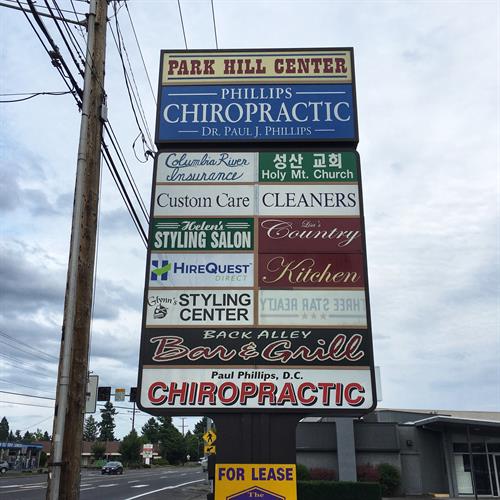 PARK HILL CENTER
PHILLIPS
CHIROPRACTIC
DR. PAUL J. PHILLIPS
Columbia River
Insurance
성산 교회
Holy Mt. Church
Custom Care
CLEANERS
Helen's
STYLING SALON
Lisa's
Country
HIREQUEST
DIRECT
Kitchen
Glynn's
STYLING
CENTER
THREE STAR REALTY
BACK ALLEY
Bar & Grill
Paul Phillips, D.C.
CHIROPRACTIC
FOR LEASE
The